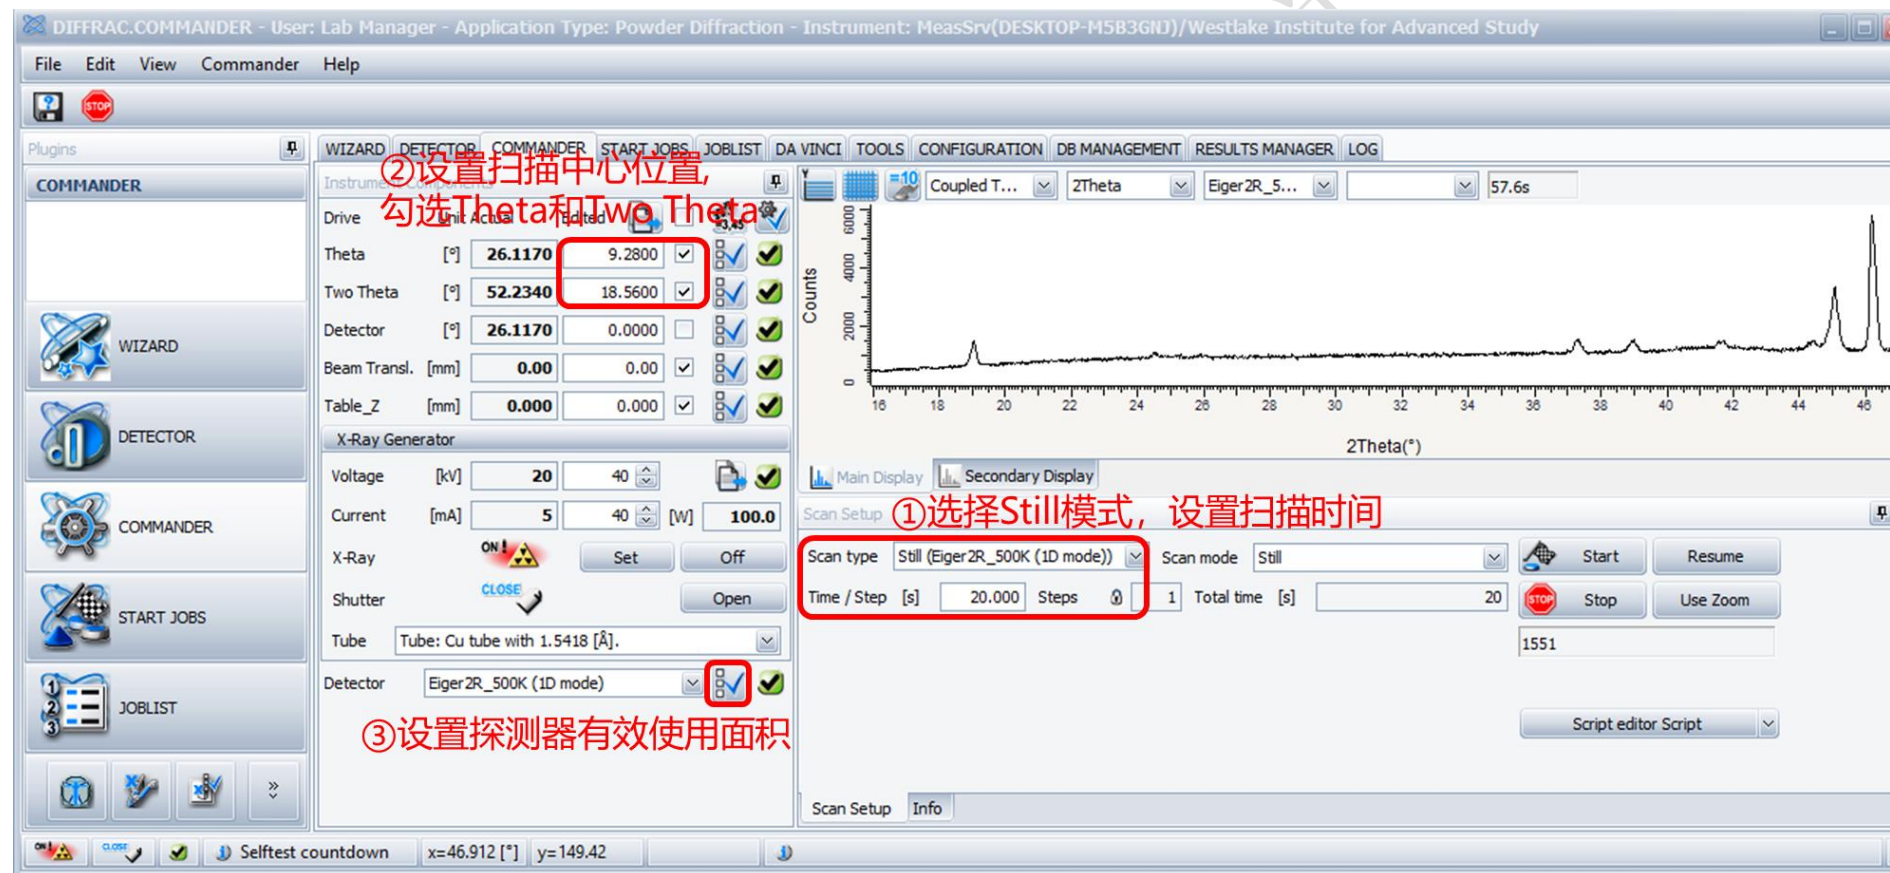 DIFFRAC.COMMANDER - User: Lab Manager - Application Type: Powder Diffraction - Instrument: MeasSrv(DESKTOP-M5B3GNJ)/Westlake Institute for Advanced Study
File Edit View Commander Help
STOP
Plugins
WIZARD DETECTOR COMMANDER START JOBS JOBLIST DA VINCI TOOLS CONFIGURATION DB MANAGEMENT RESULTS MANAGER LOG
COMMANDER
WIZARD
DETECTOR
COMMANDER
START JOBS
JOBLIST
②设置扫描中心位置,
勾选Theta和Two Theta
Instrument Components
Drive Unit Actual Edited
Theta [°] 26.1170 9.2800
Two Theta [°] 52.2340 18.5600
Detector [°] 26.1170 0.0000
Beam Transl. [mm] 0.00 0.00
Table_Z [mm] 0.000 0.000
X-Ray Generator
Voltage [kV] 20 40
Current [mA] 5 40 [W] 100.0
X-Ray ON! Set Off
Shutter CLOSE Open
Tube Tube: Cu tube with 1.5418 [Å].
Detector Eiger2R_500K (1D mode)
③设置探测器有效使用面积
Coupled T... 2Theta Eiger2R_5... 57.6s
Counts
6000
4000
2000
0
16 18 20 22 24 26 28 30 32 34 36 38 40 42 44 46
2Theta(°)
Main Display Secondary Display
Scan Setup
①选择Still模式，设置扫描时间
Scan type Still (Eiger2R_500K (1D mode)) Scan mode Still Start Resume
Time / Step [s] 20.000 Steps 1 Total time [s] 20 STOP Stop Use Zoom
1551
Script editor Script
Scan Setup Info
ON! CLOSE Selftest countdown x=46.912 [°] y=149.42